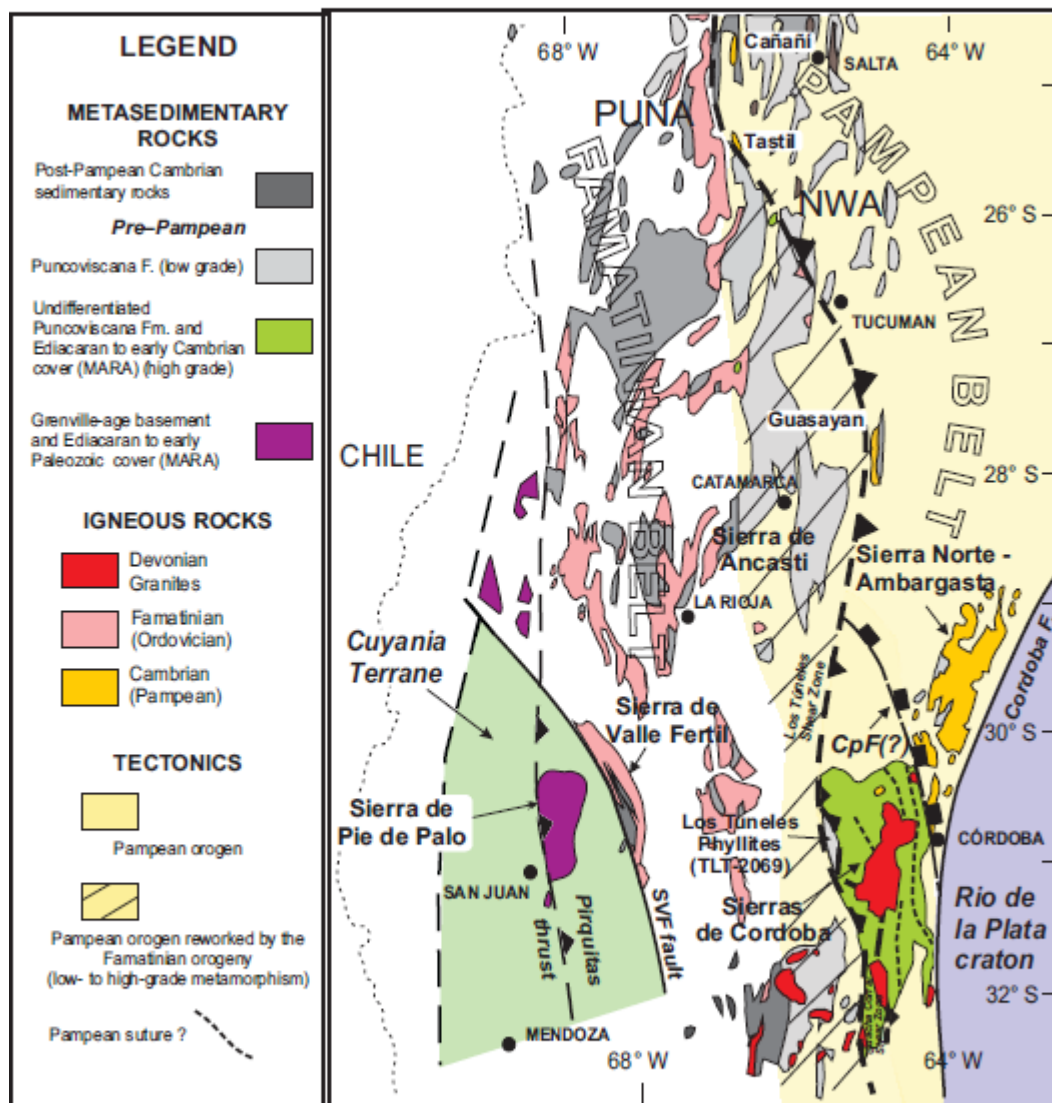 LEGEND
METASEDIMENTARY
ROCKS
Post-Pampean Cambrian
sedimentary rocks
Pre–Pampean
Puncoviscana F. (low grade)
Undifferentiated
Puncoviscana Fm. and
Ediacaran to early Cambrian
cover (MARA) (high grade)
Grenville-age basement
and Ediacaran to early
Paleozoic cover (MARA)
IGNEOUS ROCKS
Devonian
Granites
Famatinian
(Ordovician)
Cambrian
(Pampean)
TECTONICS
Pampean orogen
Pampean orogen reworked by the
Famatinian orogeny
(low- to high-grade metamorphism)
Pampean suture ?
68° W
Cañañi
64° W
SALTA
PUNA
Tastil
PAMPEAN BELT
NWA
26° S
FAMATINIAN BELT
TUCUMAN
Guasayan
CHILE
CATAMARCA
28° S
Sierra de
Ancasti
Sierra Norte -
Ambargasta
LA RIOJA
Cuyania
Terrane
Cordoba F.
Los Túneles
Shear Zone
Sierra de
Valle Fertil
CpF(?)
30° S
Sierra de
Pie de Palo
Los Túneles
Phyllites
(TLT-2069)
CÓRDOBA
SAN JUAN
Pirquitas
thrust
SVF fault
Sierras
de Cordoba
Rio de
la Plata
craton
32° S
Shear Zone
MENDOZA
68° W
64° W